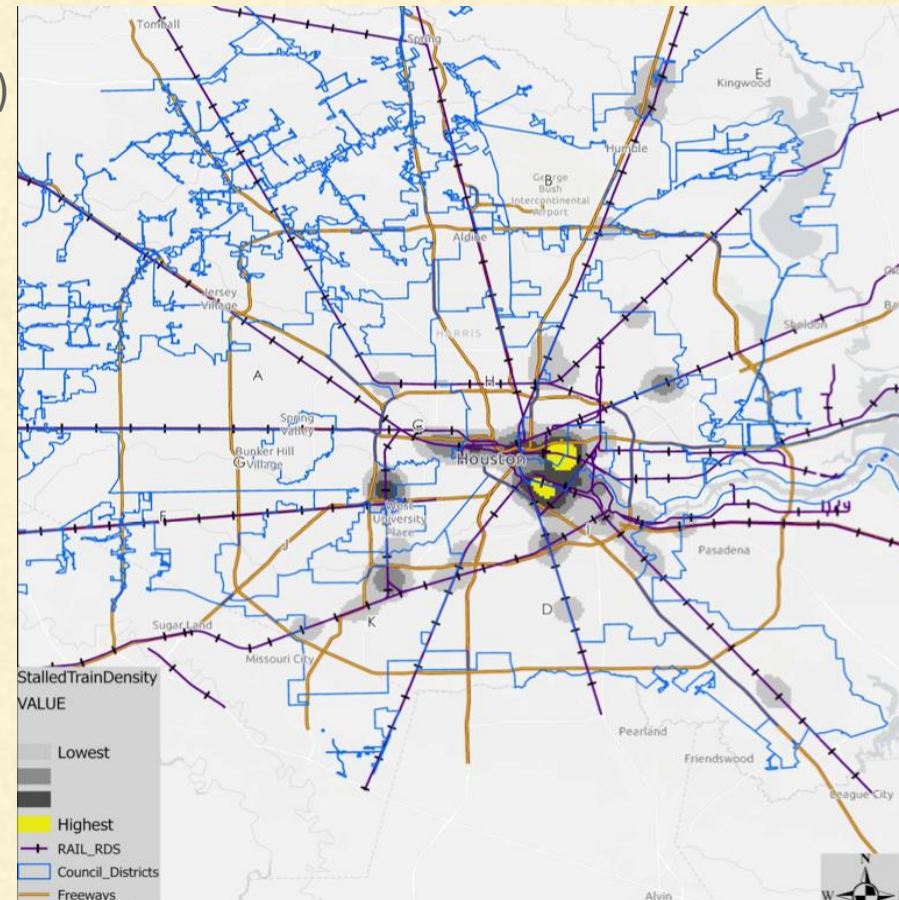 )
Tomball
Spring
E
Kingwood
Humble
B
George
Bush
Intercontinental
Airport
Aldine
Jersey
Village
HARRIS
Sheldon
A
H
Spring
Valley
G
Bunker Hill
Village
G
Houston
F
West
University
Place
J
I
Pasadena
D
K
Sugar Land
Missouri City
Pearland
Friendswood
League City
Alvin
StalledTrainDensity
VALUE
Lowest
Highest
RAIL_RDS
Council_Districts
Freeways
N
W